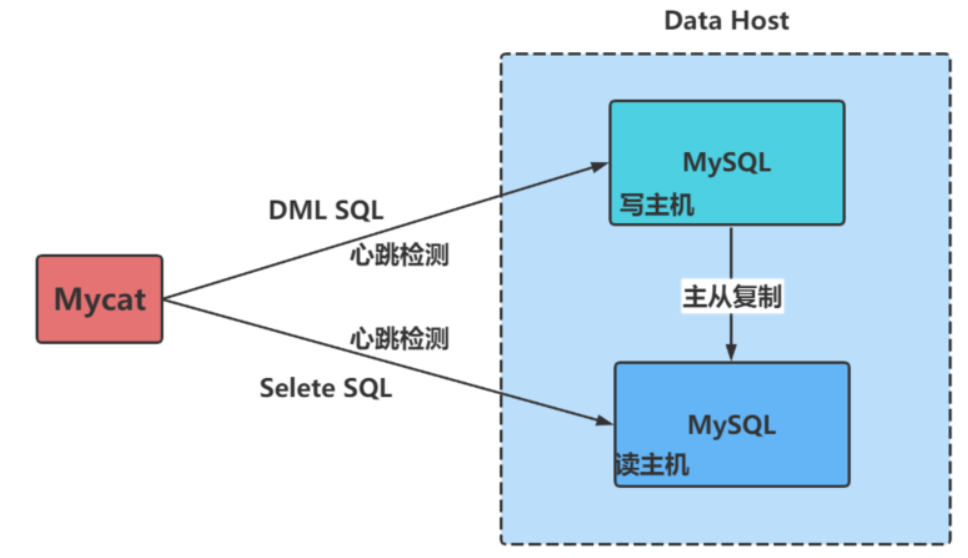 Data Host
MySQL
写主机
DML SQL
心跳检测
Mycat
主从复制
心跳检测
Selete SQL
MySQL
读主机